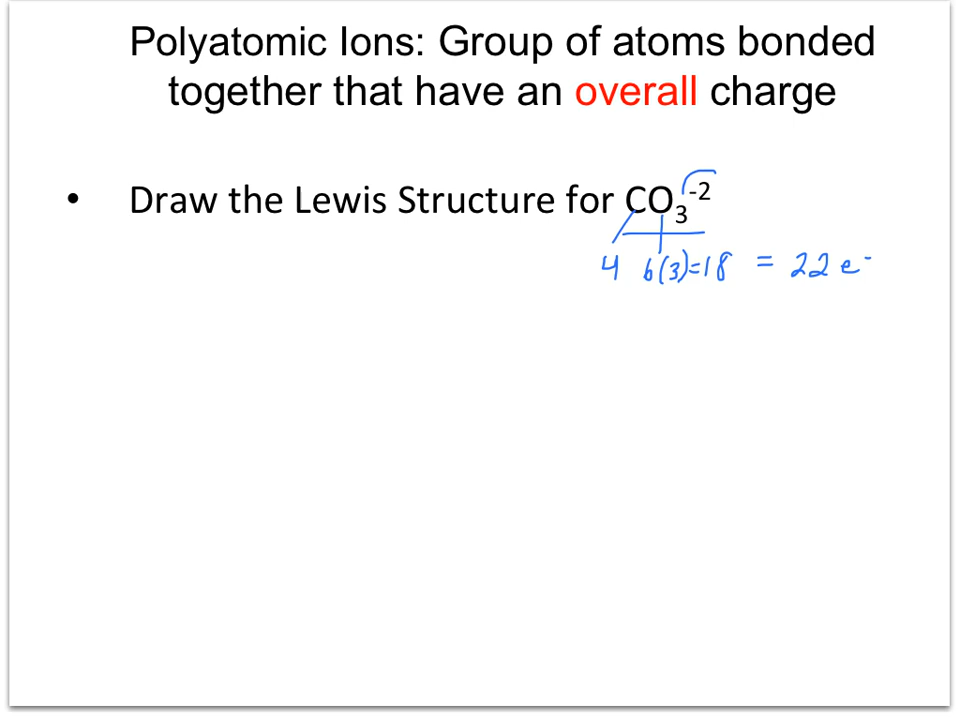 Polyatomic Ions: Group of atoms bonded
together that have an overall charge
• Draw the Lewis Structure for CO₃⁻²
4 6(3)=18 = 22 e⁻